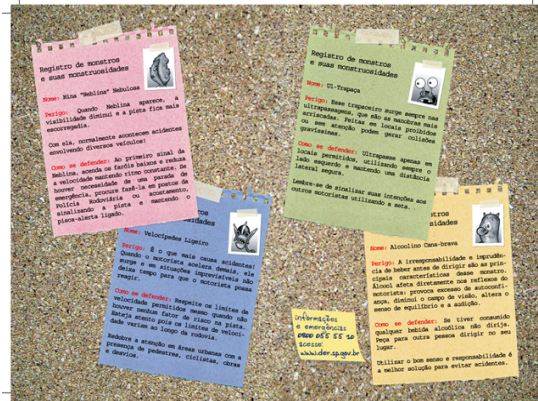 Registro de monstros
e suas monstruosidades
Nome: Nina "Neblina" Nebulosa
Perigo: Quando Neblina aparece, a
visibilidade diminui e a pista fica mais
escorregadia.
Com ela, normalmente acontecem acidentes
envolvendo diversos veículos!
Como se defender: Ao primeiro sinal da
Neblina, acenda os faróis baixos e reduza
a velocidade mantendo ritmo constante. Se
houver necessidade de uma parada de
emergência, procure fazê-la em postos da
Polícia Rodoviária ou acostamento,
sinalizando a pista e mantendo o
pisca-alerta ligado.
Registro de monstros
e suas monstruosidades
Nome: Ul-Trapaça
Perigo: Esse trapaceiro surge sempre nas
ultrapassagens, que são as manobras mais
arriscadas. Feitas em locais proibidos
ou sem atenção podem gerar colisões
gravíssimas.
Como se defender: Ultrapasse apenas em
locais permitidos, utilizando sempre o
lado esquerdo e mantendo uma distância
lateral segura.
Lembre-se de sinalizar suas intenções aos
outros motoristas utilizando a seta.
ros
idades
Nome: Velocípedes Ligeiro
Perigo: É o que mais causa acidentes!
Quando o motorista acelera demais, ele
surge e em situações imprevisíveis não
deixa tempo para que o motorista possa
reagir.
Como se defender: Respeite os limites de
velocidade permitidos mesmo quando não
houver nenhum fator de risco na pista.
Esteja atento pois os limites de veloci-
dade variam ao longo da rodovia.
Redobre a atenção em áreas urbanas com a
presença de pedestres, ciclistas, obras
e desvios.
ros
idades
Nome: Alcoolino Cana-brava
Perigo: A irresponsabilidade e imprudên-
cia de beber antes de dirigir são as prin-
cipais características desse monstro.
Álcool afeta diretamente nos reflexos do
motorista: provoca excesso de autoconfi-
ança, diminui o campo de visão, altera o
senso de equilíbrio e a audição.
Como se defender: Se tiver consumido
qualquer bebida alcoólica não dirija.
Peça para outra pessoa dirigir no seu
lugar.
Utilizar o bom senso e responsabilidade é
a melhor solução para evitar acidentes.
informações
e emergências
0800 055 55 10
acesse:
www.der.sp.gov.br